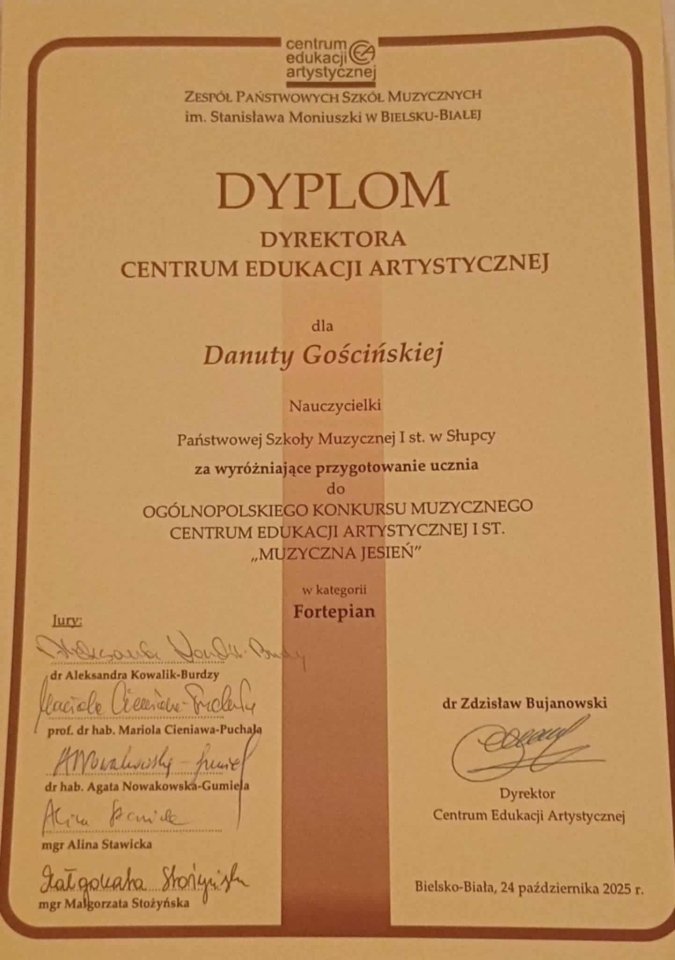 centrum
edukacji
artystycznej
ZESPÓŁ PAŃSTWOWYCH SZKÓŁ MUZYCZNYCH
im. Stanisława Moniuszki w BIELSKU-BIAŁEJ
DYPLOM
DYREKTORA
CENTRUM EDUKACJI ARTYSTYCZNEJ
dla
Danuty Gościńskiej
Nauczycielki
Państwowej Szkoły Muzycznej I st. w Słupcy
za wyróżniające przygotowanie ucznia
do
OGÓLNOPOLSKIEGO KONKURSU MUZYCZNEGO
CENTRUM EDUKACJI ARTYSTYCZNEJ I ST.
„MUZYCZNA JESIEŃ”
w kategorii
Fortepian
Jury:
dr Aleksandra Kowalik-Burdzy
prof. dr hab. Mariola Cieniawa-Puchała
dr hab. Agata Nowakowska-Gumiela
Alina Stawicka
mgr Alina Stawicka
Małgorzata Stożyńska
mgr Małgorzata Stożyńska
dr Zdzisław Bujanowski
Dyrektor
Centrum Edukacji Artystycznej
Bielsko-Biała, 24 października 2025 r.